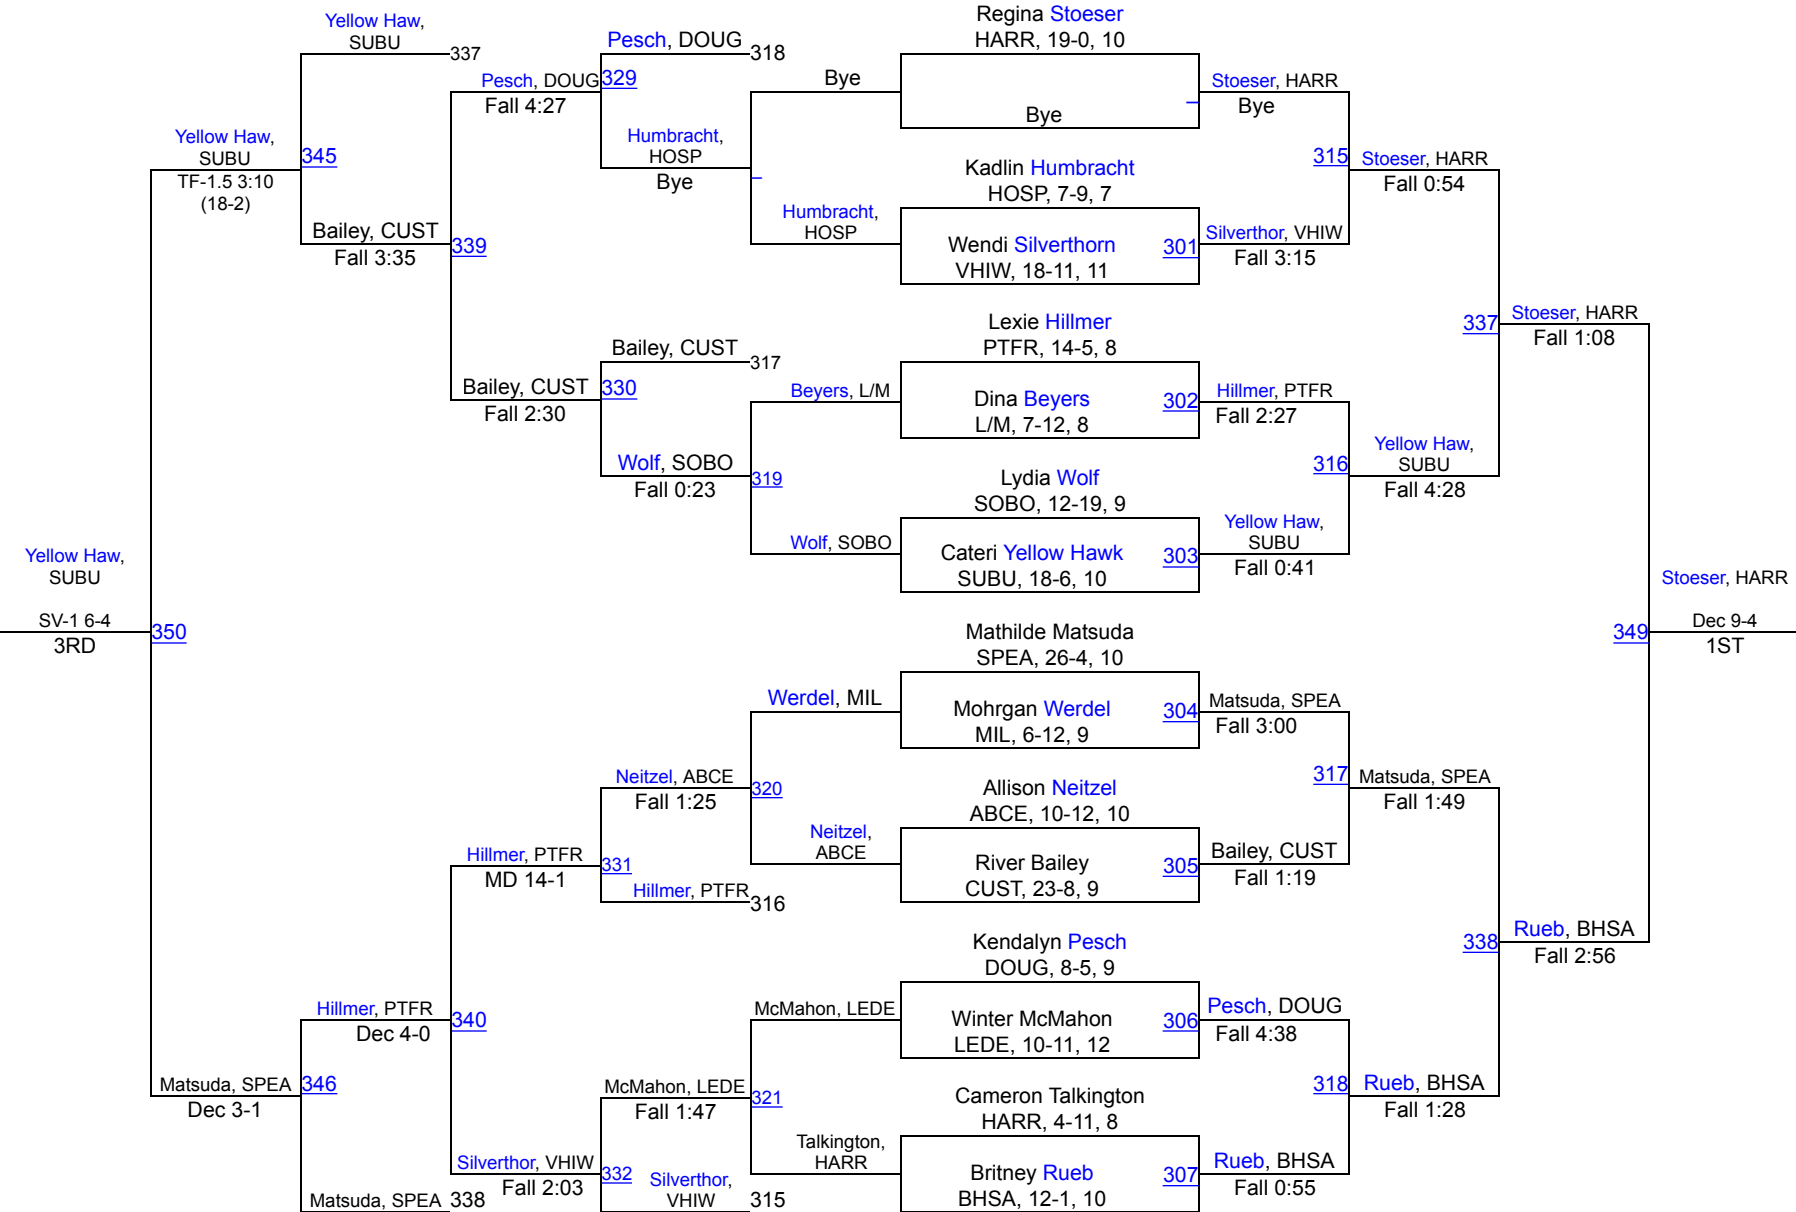 Yellow Haw,
SUBU
337
Pesch, DOUG
318
Pesch, DOUG
329
Fall 4:27
Humbracht,
HOSP
Bye
Yellow Haw,
SUBU
345
TF-1.5 3:10
(18-2)
Bailey, CUST
339
Fall 3:35
Bye
Humbracht,
HOSP
Bailey, CUST
317
Bailey, CUST
330
Fall 2:30
Wolf, SOBO
319
Fall 0:23
Beyers, L/M
Wolf, SOBO
Yellow Haw,
SUBU
SV-1 6-4
350
3RD
Werdel, MIL
Neitzel, ABCE
320
Fall 1:25
Neitzel,
ABCE
Hillmer, PTFR
331
MD 14-1
Hillmer, PTFR
316
Hillmer, PTFR
340
Dec 4-0
McMahon, LEDE
Matsuda, SPEA
346
Dec 3-1
McMahon, LEDE
321
Fall 1:47
Talkington,
HARR
Silverthor, VHIW
332
Fall 2:03
Silverthor,
VHIW
315
Matsuda, SPEA
338
Regina Stoeser
HARR, 19-0, 10
Bye
Kadlin Humbracht
HOSP, 7-9, 7
Wendi Silverthorn
301
VHIW, 18-11, 11
Lexie Hillmer
PTFR, 14-5, 8
Dina Beyers
302
L/M, 7-12, 8
Lydia Wolf
SOBO, 12-19, 9
Cateri Yellow Hawk
303
SUBU, 18-6, 10
Mathilde Matsuda
SPEA, 26-4, 10
Mohrgan Werdel
304
MIL, 6-12, 9
Allison Neitzel
ABCE, 10-12, 10
River Bailey
305
CUST, 23-8, 9
Kendalyn Pesch
DOUG, 8-5, 9
Winter McMahon
306
LEDE, 10-11, 12
Cameron Talkington
HARR, 4-11, 8
Britney Rueb
307
BHSA, 12-1, 10
Stoeser, HARR
Bye
315
Stoeser, HARR
Fall 0:54
Silverthor, VHIW
Fall 3:15
337
Stoeser, HARR
Fall 1:08
Hillmer, PTFR
Fall 2:27
316
Yellow Haw,
SUBU
Fall 4:28
Yellow Haw,
SUBU
Fall 0:41
Stoeser, HARR
349
Dec 9-4
1ST
Matsuda, SPEA
Fall 3:00
317
Matsuda, SPEA
Fall 1:49
Bailey, CUST
Fall 1:19
338
Rueb, BHSA
Fall 2:56
Pesch, DOUG
Fall 4:38
318
Rueb, BHSA
Fall 1:28
Rueb, BHSA
Fall 0:55